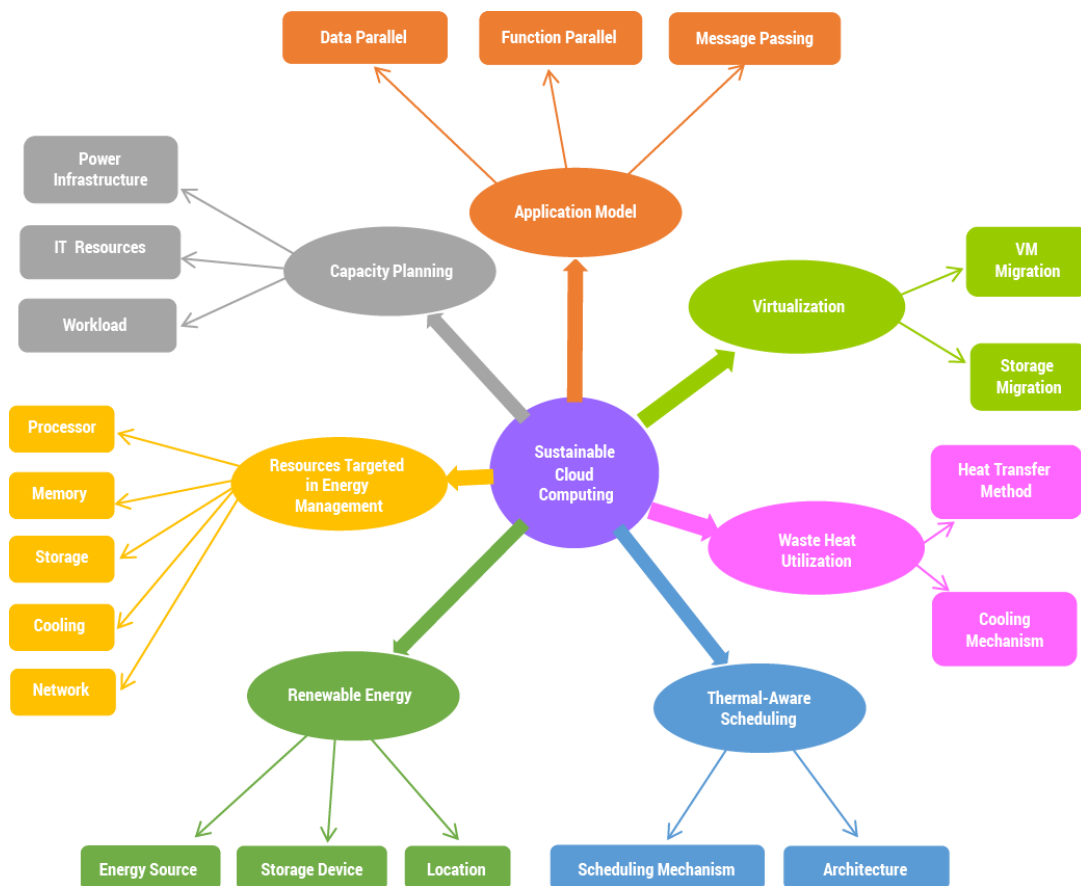 Data Parallel
Function Parallel
Message Passing
Power
Infrastructure
IT Resources
Workload
Capacity Planning
Application Model
VM
Migration
Virtualization
Storage
Migration
Processor
Memory
Storage
Cooling
Network
Resources Targeted
in Energy
Management
Sustainable
Cloud
Computing
Heat Transfer
Method
Waste Heat
Utilization
Cooling
Mechanism
Renewable Energy
Thermal-Aware
Scheduling
Energy Source
Storage Device
Location
Scheduling Mechanism
Architecture